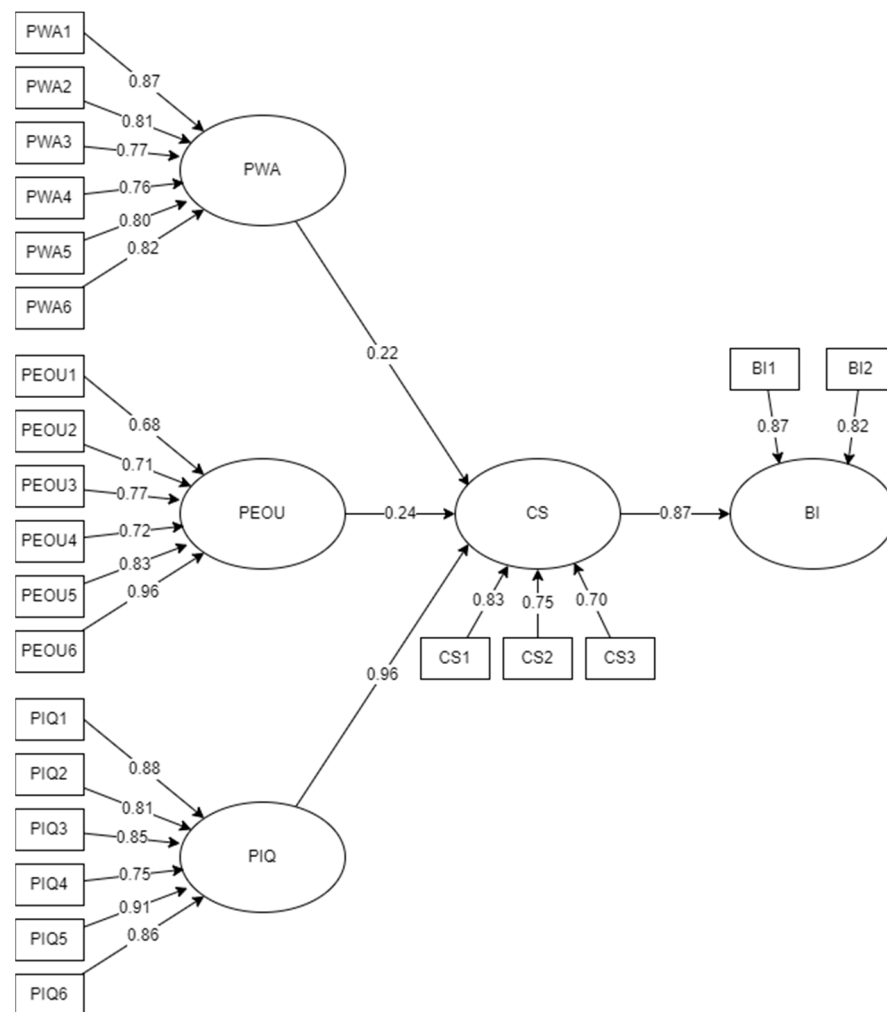 PWA1
0.87
PWA2
0.81
PWA3
0.77
PWA4
0.76
PWA5
0.80
PWA6
0.82
PWA
0.22
PEOU1
0.68
PEOU2
0.71
PEOU3
0.77
PEOU4
0.72
PEOU5
0.83
PEOU6
0.96
PEOU
0.24
PIQ1
0.88
PIQ2
0.81
PIQ3
0.85
PIQ4
0.75
PIQ5
0.91
PIQ6
0.86
PIQ
0.96
CS
0.83
0.75
0.70
CS1
CS2
CS3
0.87
BI1
BI2
0.87
0.82
BI